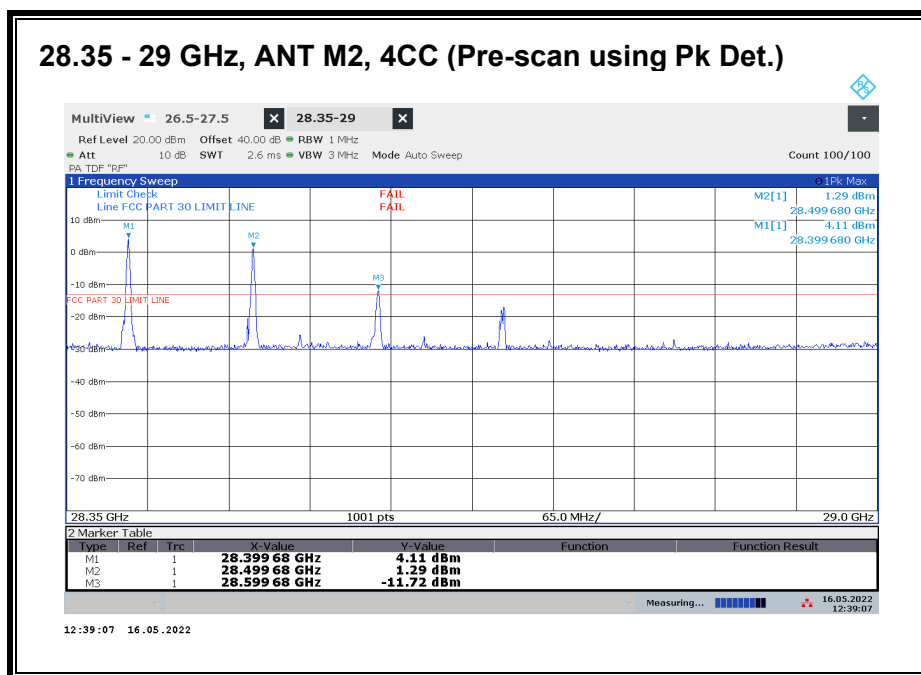 28.35 - 29 GHz, ANT M2, 4CC (Pre-scan using Pk Det.)
R&S
MultiView 26.5-27.5 X 28.35-29 X
Ref Level 20.00 dBm Offset 40.00 dB RBW 1 MHz
Att 10 dB SWT 2.6 ms VBW 3 MHz Mode Auto Sweep Count 100/100
PA TDF "RF"
1 Frequency Sweep 1Pk Max
Limit Check FAIL M2[1] 1.29 dBm
Line FCC PART 30 LIMIT LINE FAIL 28.499 680 GHz
10 dBm M1[1] 4.11 dBm
28.399 680 GHz
M1
M2
0 dBm
M3
-10 dBm
FCC PART 30 LIMIT LINE
-20 dBm
-30 dBm
-40 dBm
-50 dBm
-60 dBm
-70 dBm
28.35 GHz 1001 pts 65.0 MHz/ 29.0 GHz
2 Marker Table
Type Ref Trc X-Value Y-Value Function Function Result
M1 1 28.399 68 GHz 4.11 dBm
M2 1 28.499 68 GHz 1.29 dBm
M3 1 28.599 68 GHz -11.72 dBm
Measuring... 16.05.2022
12:39:07
12:39:07 16.05.2022